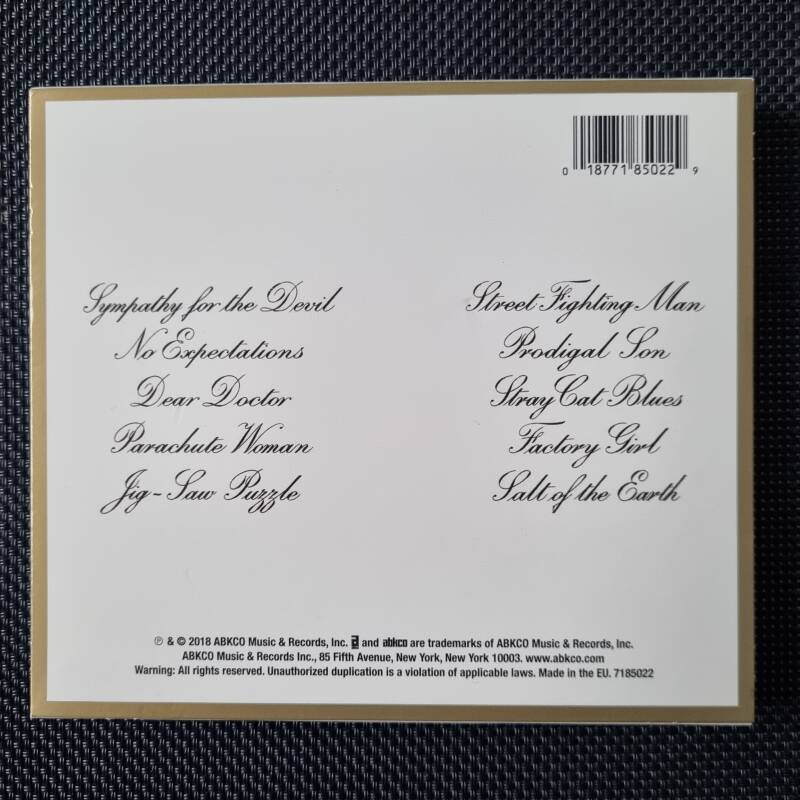 0 18771 85022 9
Sympathy for the Devil
No Expectations
Dear Doctor
Parachute Woman
Jig-Saw Puzzle
Street Fighting Man
Prodigal Son
Stray Cat Blues
Factory Girl
Salt of the Earth
℗ & © 2018 ABKCO Music & Records, Inc. a and abkco are trademarks of ABKCO Music & Records, Inc.
ABKCO Music & Records Inc., 85 Fifth Avenue, New York, New York 10003. www.abkco.com
Warning: All rights reserved. Unauthorized duplication is a violation of applicable laws. Made in the EU. 7185022